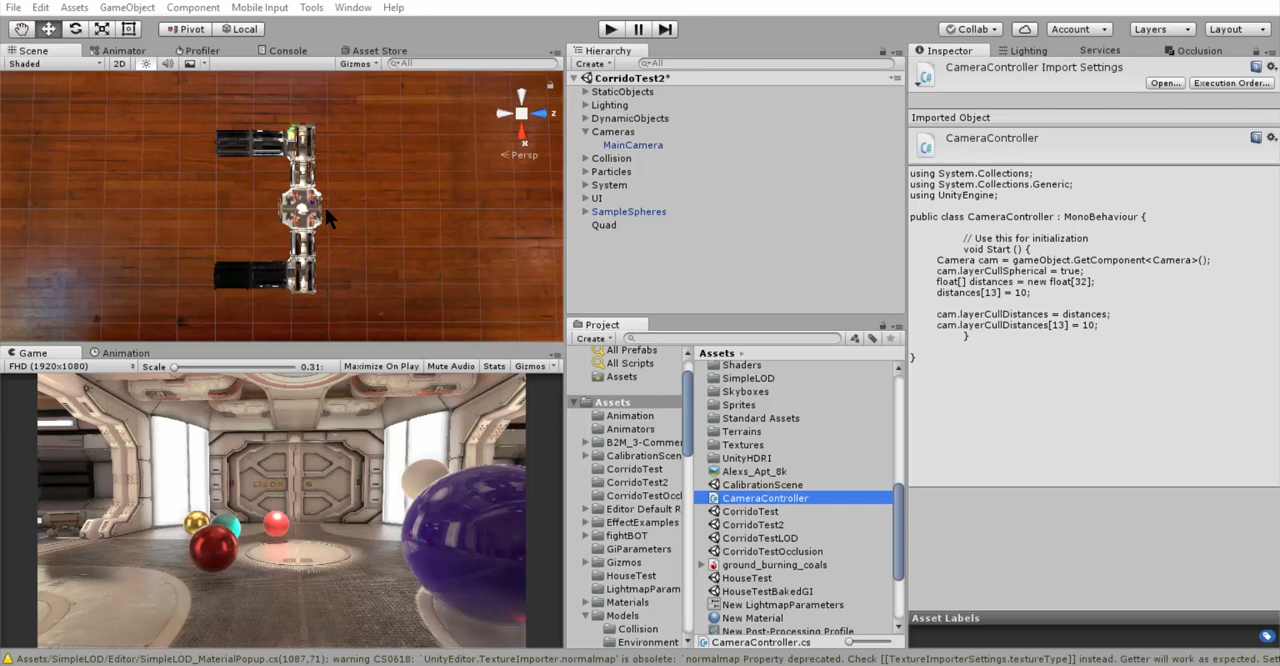 File Edit Assets GameObject Component Mobile Input Tools Window Help
Pivot Local
Collab Account Layers Layout
Scene Animator Profiler Console Asset Store
Shaded 2D Gizmos All
x
z
Persp
Game Animation
FHD (1920x1080) Scale 0.31: Maximize On Play Mute Audio Stats Gizmos
Hierarchy
Create All
CorridoTest2*
StaticObjects
Lighting
DynamicObjects
Cameras
MainCamera
Collision
Particles
System
UI
SampleSpheres
Quad
Project
Create
All Prefabs
All Scripts
Assets
Assets
Animation
Animators
B2M_3-Commer
CalibrationScen
CorridoTest
CorridoTest2
CorridoTestOccl
Editor Default R
EffectExamples
fightBOT
GiParameters
Gizmos
HouseTest
LightmapParam
Materials
Models
Collision
Environment
Assets
Shaders
SimpleLOD
Skyboxes
Sprites
Standard Assets
Terrains
Textures
UnityHDRI
Alexs_Apt_8k
CalibrationScene
CameraController
CorridoTest
CorridoTest2
CorridoTestLOD
CorridoTestOcclusion
ground_burning_coals
HouseTest
HouseTestBakedGI
New LightmapParameters
New Material
New Post-Processing Profile
CameraController.cs
Inspector Lighting Services Occlusion
CameraController Import Settings
Open... Execution Order...
Imported Object
CameraController
using System.Collections;
using System.Collections.Generic;
using UnityEngine;
public class CameraController : MonoBehaviour {
// Use this for initialization
void Start () {
Camera cam = gameObject.GetComponent<Camera>();
cam.layerCullSpherical = true;
float[] distances = new float[32];
distances[13] = 10;
cam.layerCullDistances = distances;
cam.layerCullDistances[13] = 10;
}
}
Asset Labels
Assets/SimpleLOD/Editor/SimpleLOD_MaterialPopup.cs(1087,71): warning CS0618: `UnityEditor.TextureImporter.normalmap' is obsolete: `normalmap Property deprecated. Check [[TextureImporterSettings.textureType]] instead. Getter will work as expected. Set